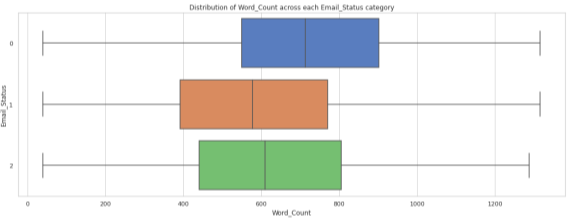 Distribution of Word_Count across each Email_Status category
Email_Status
0
1
2
0 200 400 600 800 1000 1200
Word_Count